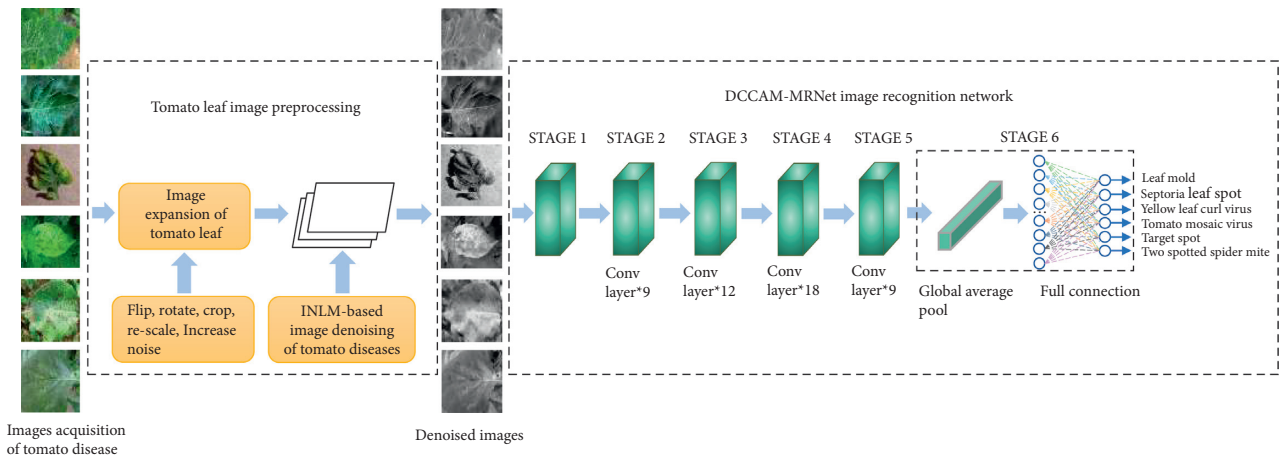 Tomato leaf image preprocessing
Image
expansion of
tomato leaf
Flip, rotate, crop,
re-scale, Increase
noise
INLM-based
image denoising
of tomato diseases
Images acquisition
of tomato disease
Denoised images
DCCAM-MRNet image recognition network
STAGE 1
STAGE 2
STAGE 3
STAGE 4
STAGE 5
STAGE 6
Conv
layer*9
Conv
layer*12
Conv
layer*18
Conv
layer*9
Global average
pool
...
Full connection
Leaf mold
Septoria leaf spot
Yellow leaf curl virus
Tomato mosaic virus
Target spot
Two spotted spider mite